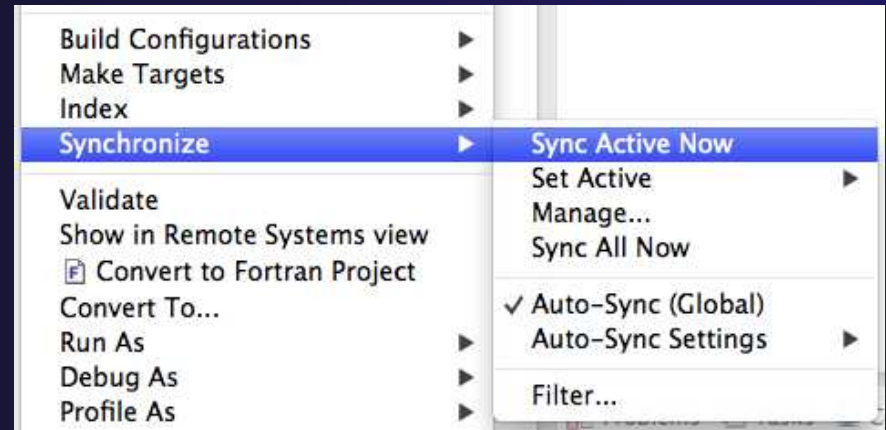 Build Configurations
Make Targets
Index
Synchronize
Validate
Show in Remote Systems view
Convert to Fortran Project
Convert To...
Run As
Debug As
Profile As
Sync Active Now
Set Active
Manage...
Sync All Now
✓ Auto-Sync (Global)
Auto-Sync Settings
Filter...